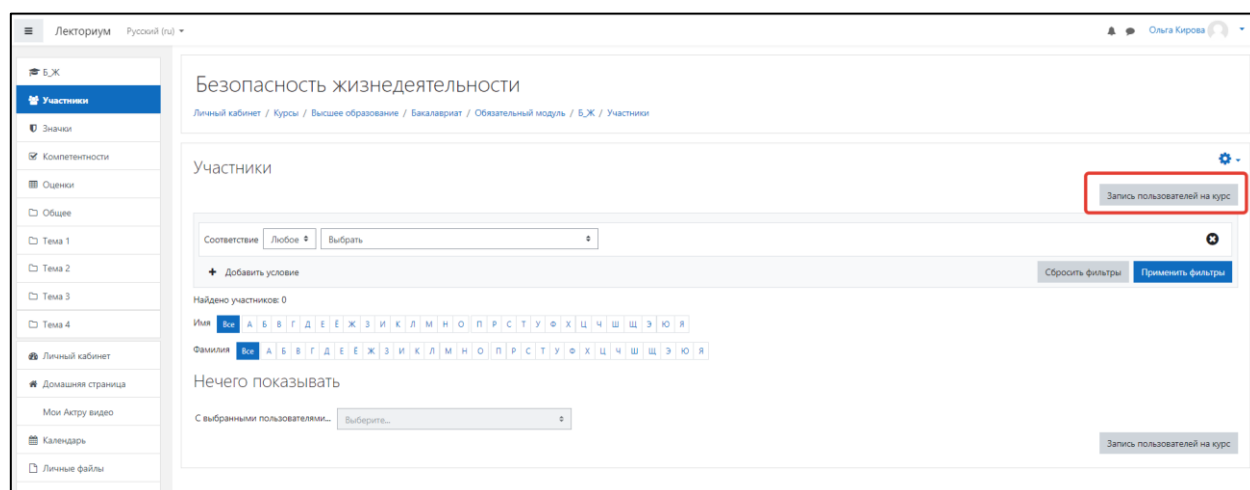 Лекториум Русский (ru) Ольга Кирова
Б_Ж
Участники
Значки
Компетентности
Оценки
Общее
Тема 1
Тема 2
Тема 3
Тема 4
Личный кабинет
Домашняя страница
Мои Актру видео
Календарь
Личные файлы
Безопасность жизнедеятельности
Личный кабинет / Курсы / Высшее образование / Бакалавриат / Обязательный модуль / Б_Ж / Участники
Участники
Запись пользователей на курс
Соответствие Любое Выбрать
Добавить условие Сбросить фильтры Применить фильтры
Найдено участников: 0
Имя Все А Б В Г Д Е Ё Ж З И К Л М Н О П Р С Т У Ф Х Ц Ч Ш Щ Э Ю Я
Фамилия Все А Б В Г Д Е Ё Ж З И К Л М Н О П Р С Т У Ф Х Ц Ч Ш Щ Э Ю Я
Нечего показывать
С выбранными пользователями... Выберите...
Запись пользователей на курс